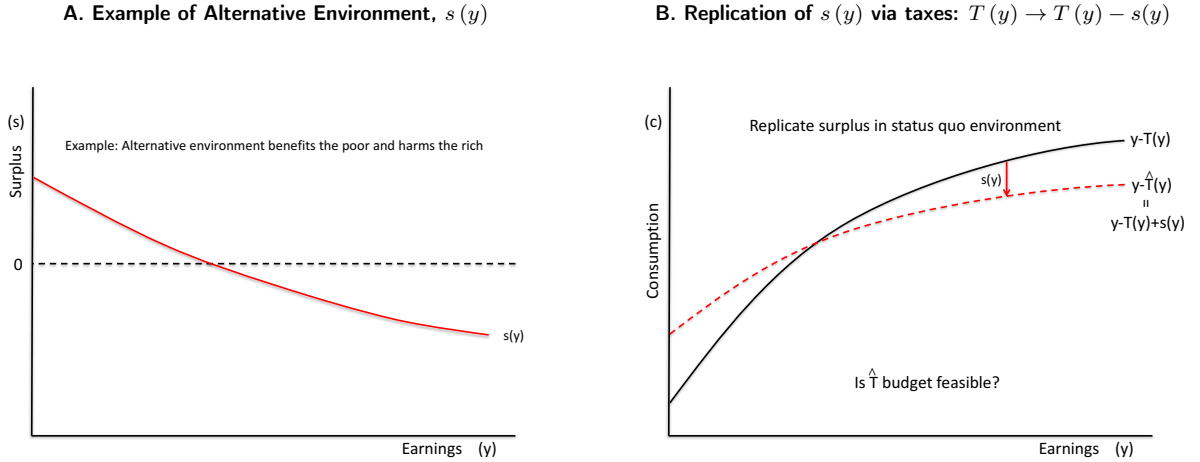 A. Example of Alternative Environment, s (y)
(s)
Surplus
Example: Alternative environment benefits the poor and harms the rich
0
s(y)
Earnings (y)
B. Replication of s (y) via taxes: T (y) → T (y) − s(y)
(c)
Consumption
Replicate surplus in status quo environment
y-T(y)
s(y)
y-T̂(y)
=
y-T(y)+s(y)
Is T̂ budget feasible?
Earnings (y)